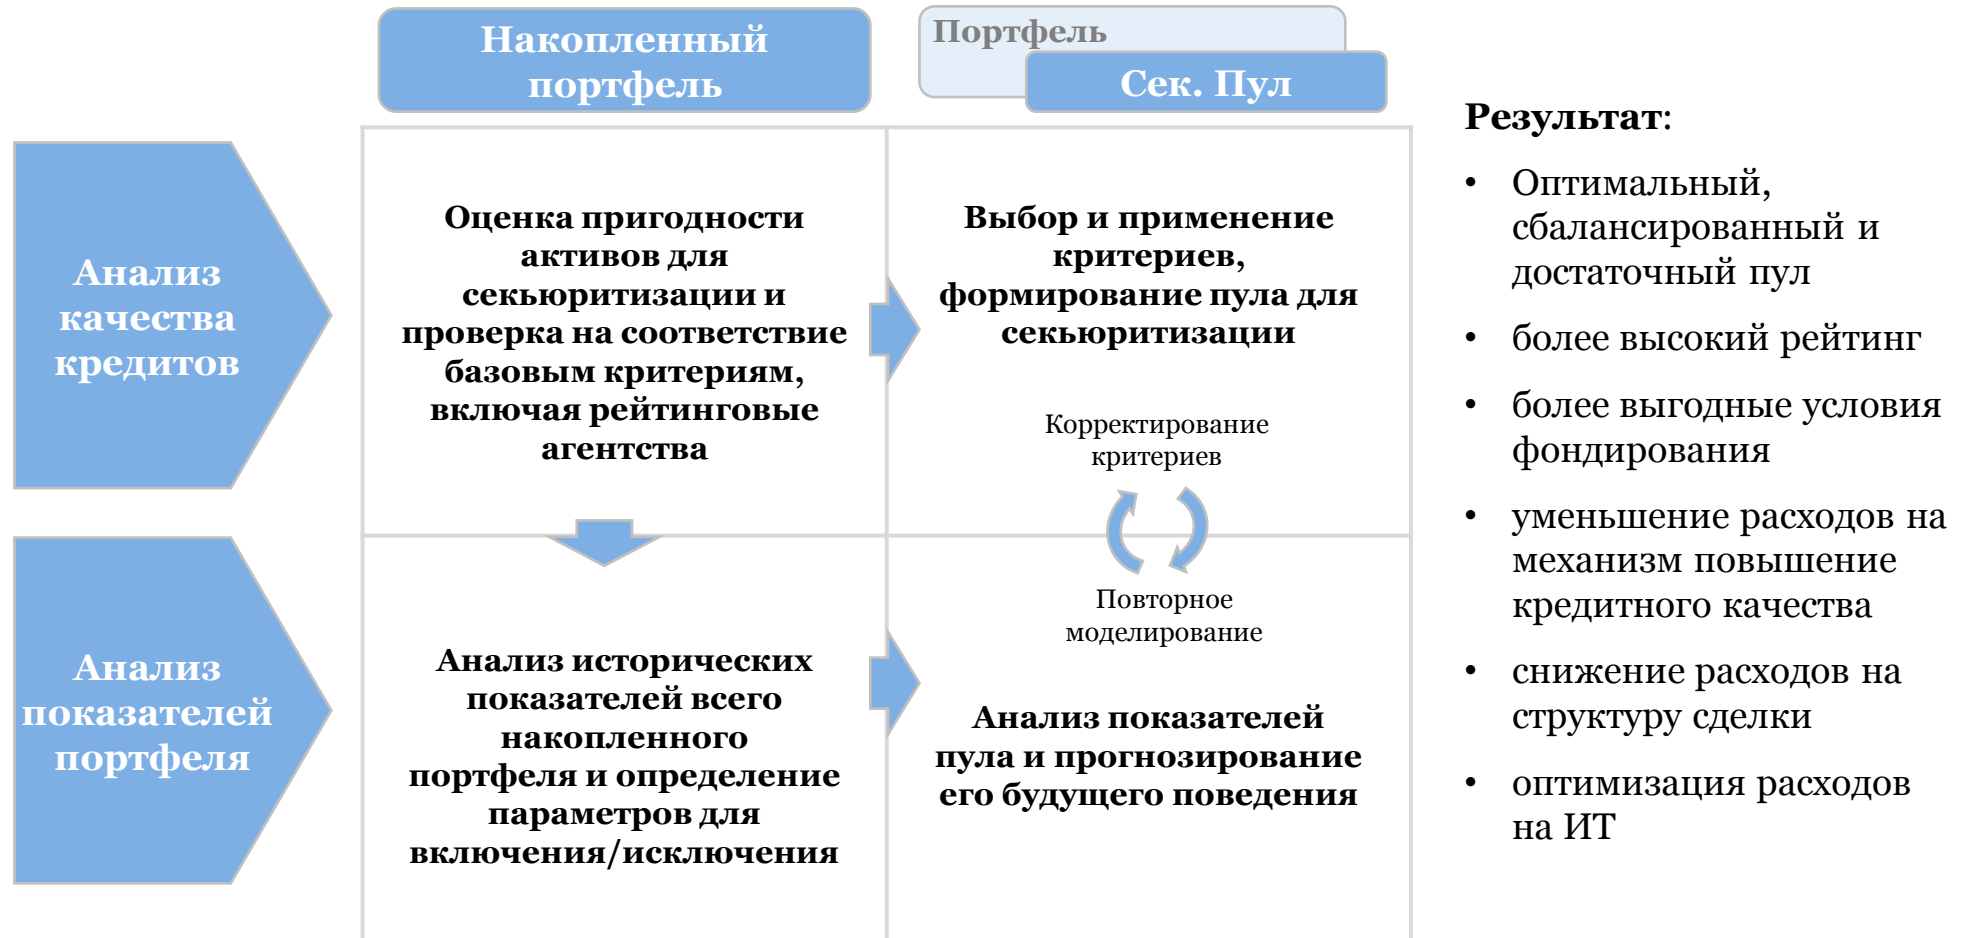 Накопленный
портфель
Портфель
Сек. Пул
Анализ
качества
кредитов
Оценка пригодности
активов для
секьюритизации и
проверка на соответствие
базовым критериям,
включая рейтинговые
агентства
Выбор и применение
критериев,
формирование пула для
секьюритизации
Корректирование
критериев
Анализ
показателей
портфеля
Анализ исторических
показателей всего
накопленного
портфеля и определение
параметров для
включения/исключения
Повторное
моделирование
Анализ показателей
пула и прогнозирование
его будущего поведения
Результат:
• Оптимальный,
сбалансированный и
достаточный пул
• более высокий рейтинг
• более выгодные условия
фондирования
• уменьшение расходов на
механизм повышение
кредитного качества
• снижение расходов на
структуру сделки
• оптимизация расходов
на ИТ